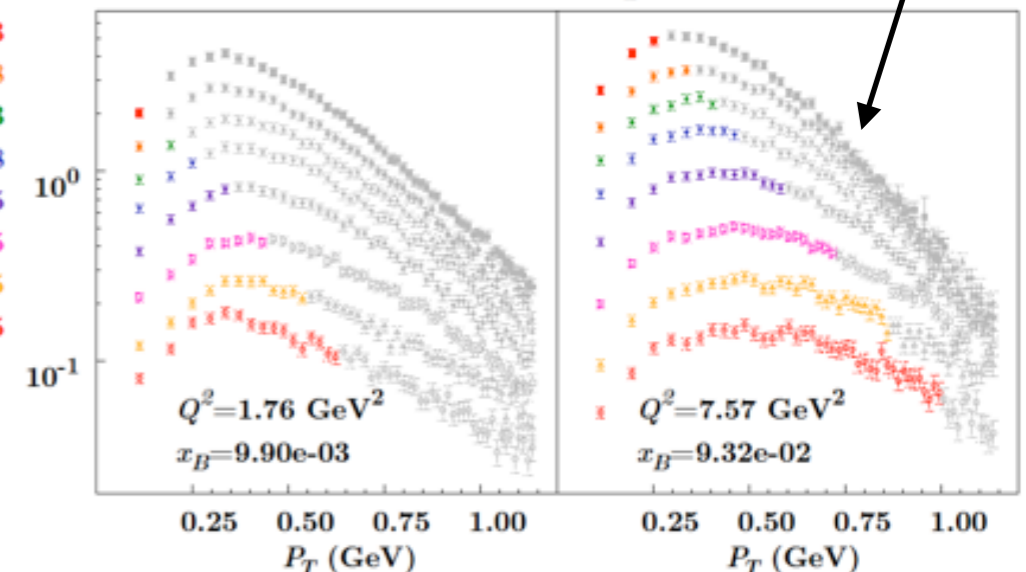 10^0
10^-1
Q^2=1.76 GeV^2
x_B=9.90e-03
Q^2=7.57 GeV^2
x_B=9.32e-02
0.25 0.50 0.75 1.00
0.25 0.50 0.75 1.00
P_T (GeV)
P_T (GeV)